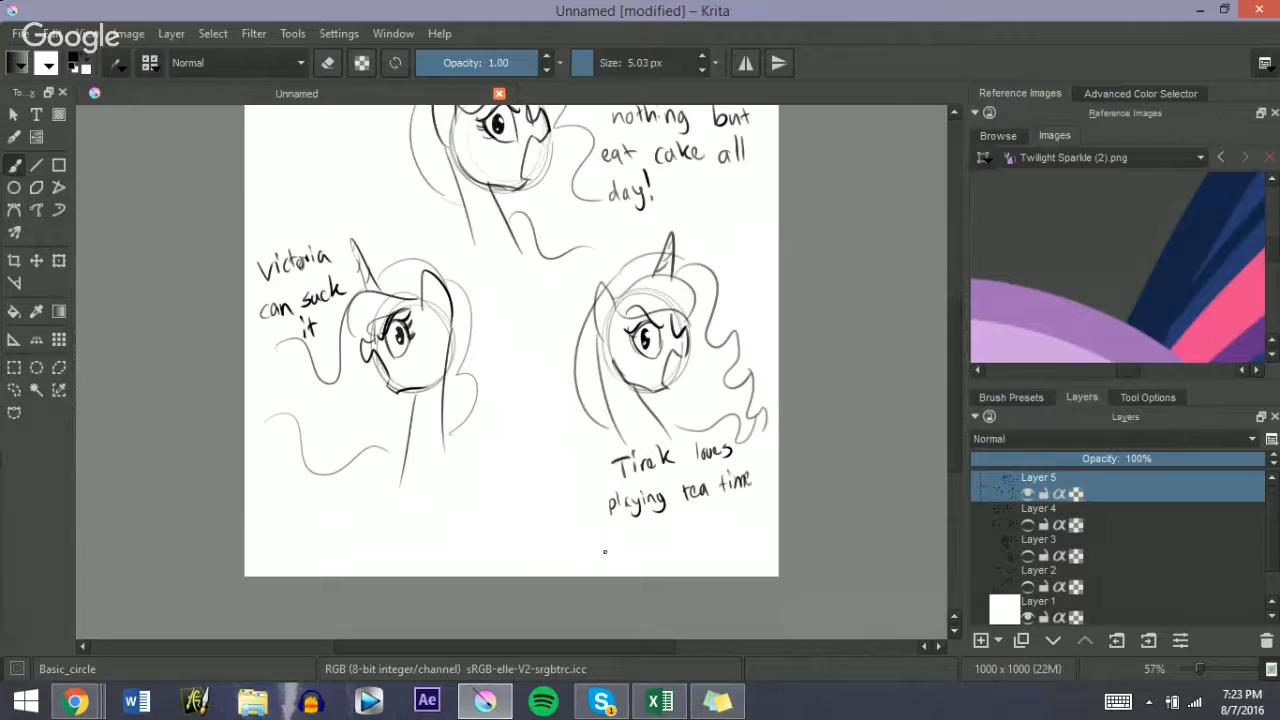 Unnamed [modified] - Krita
Google
File Image Layer Select Filter Tools Settings Window Help
Normal Opacity: 1.00 Size: 5.03 px
To... Unnamed
Reference Images Advanced Color Selector
Reference Images
Browse Images
Twilight Sparkle (2).png
nothing but
eat cake all
day!
Victoria
can suck
it
Tirek loves
playing tea time
Brush Presets Layers Tool Options
Layers
Normal
Opacity: 100%
Layer 5
Layer 4
Layer 3
Layer 2
Layer 1
Basic_circle RGB (8-bit integer/channel) sRGB-elle-V2-srgbtrc.icc 1000 x 1000 (22M) 57%
Ae
1
7:23 PM
8/7/2016